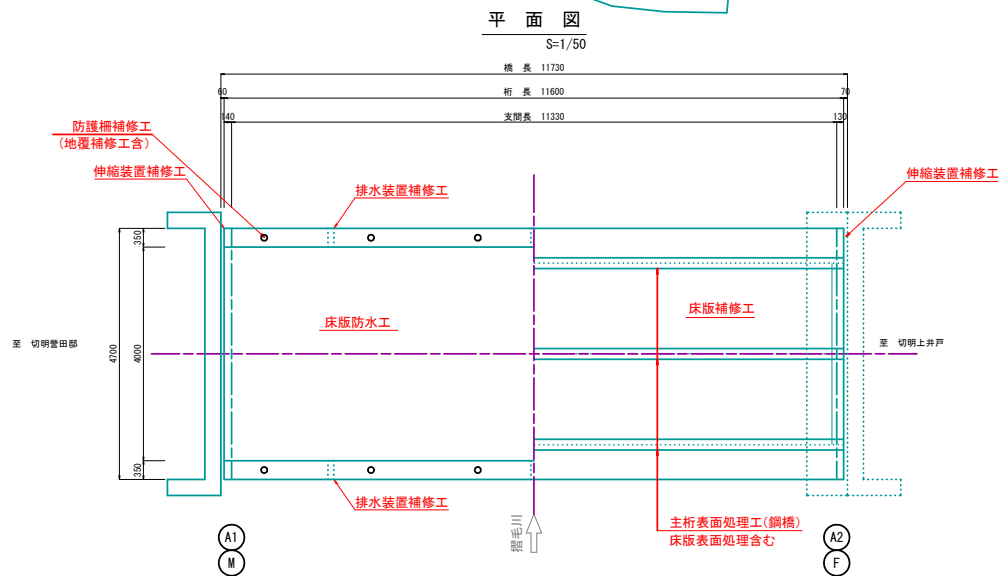 平面図
S=1/50
橋長 11730
60 桁長 11600 70
140 支間長 11330 130
防護柵補修工
(地覆補修工含)
伸縮装置補修工
排水装置補修工
伸縮装置補修工
350
4700
4000
350
床版防水工
床版補修工
至 切明誉田邸
至 切明上井戸
排水装置補修工
摺毛川
主桁表面処理工(鋼橋)
床版表面処理含む
A1
M
A2
F